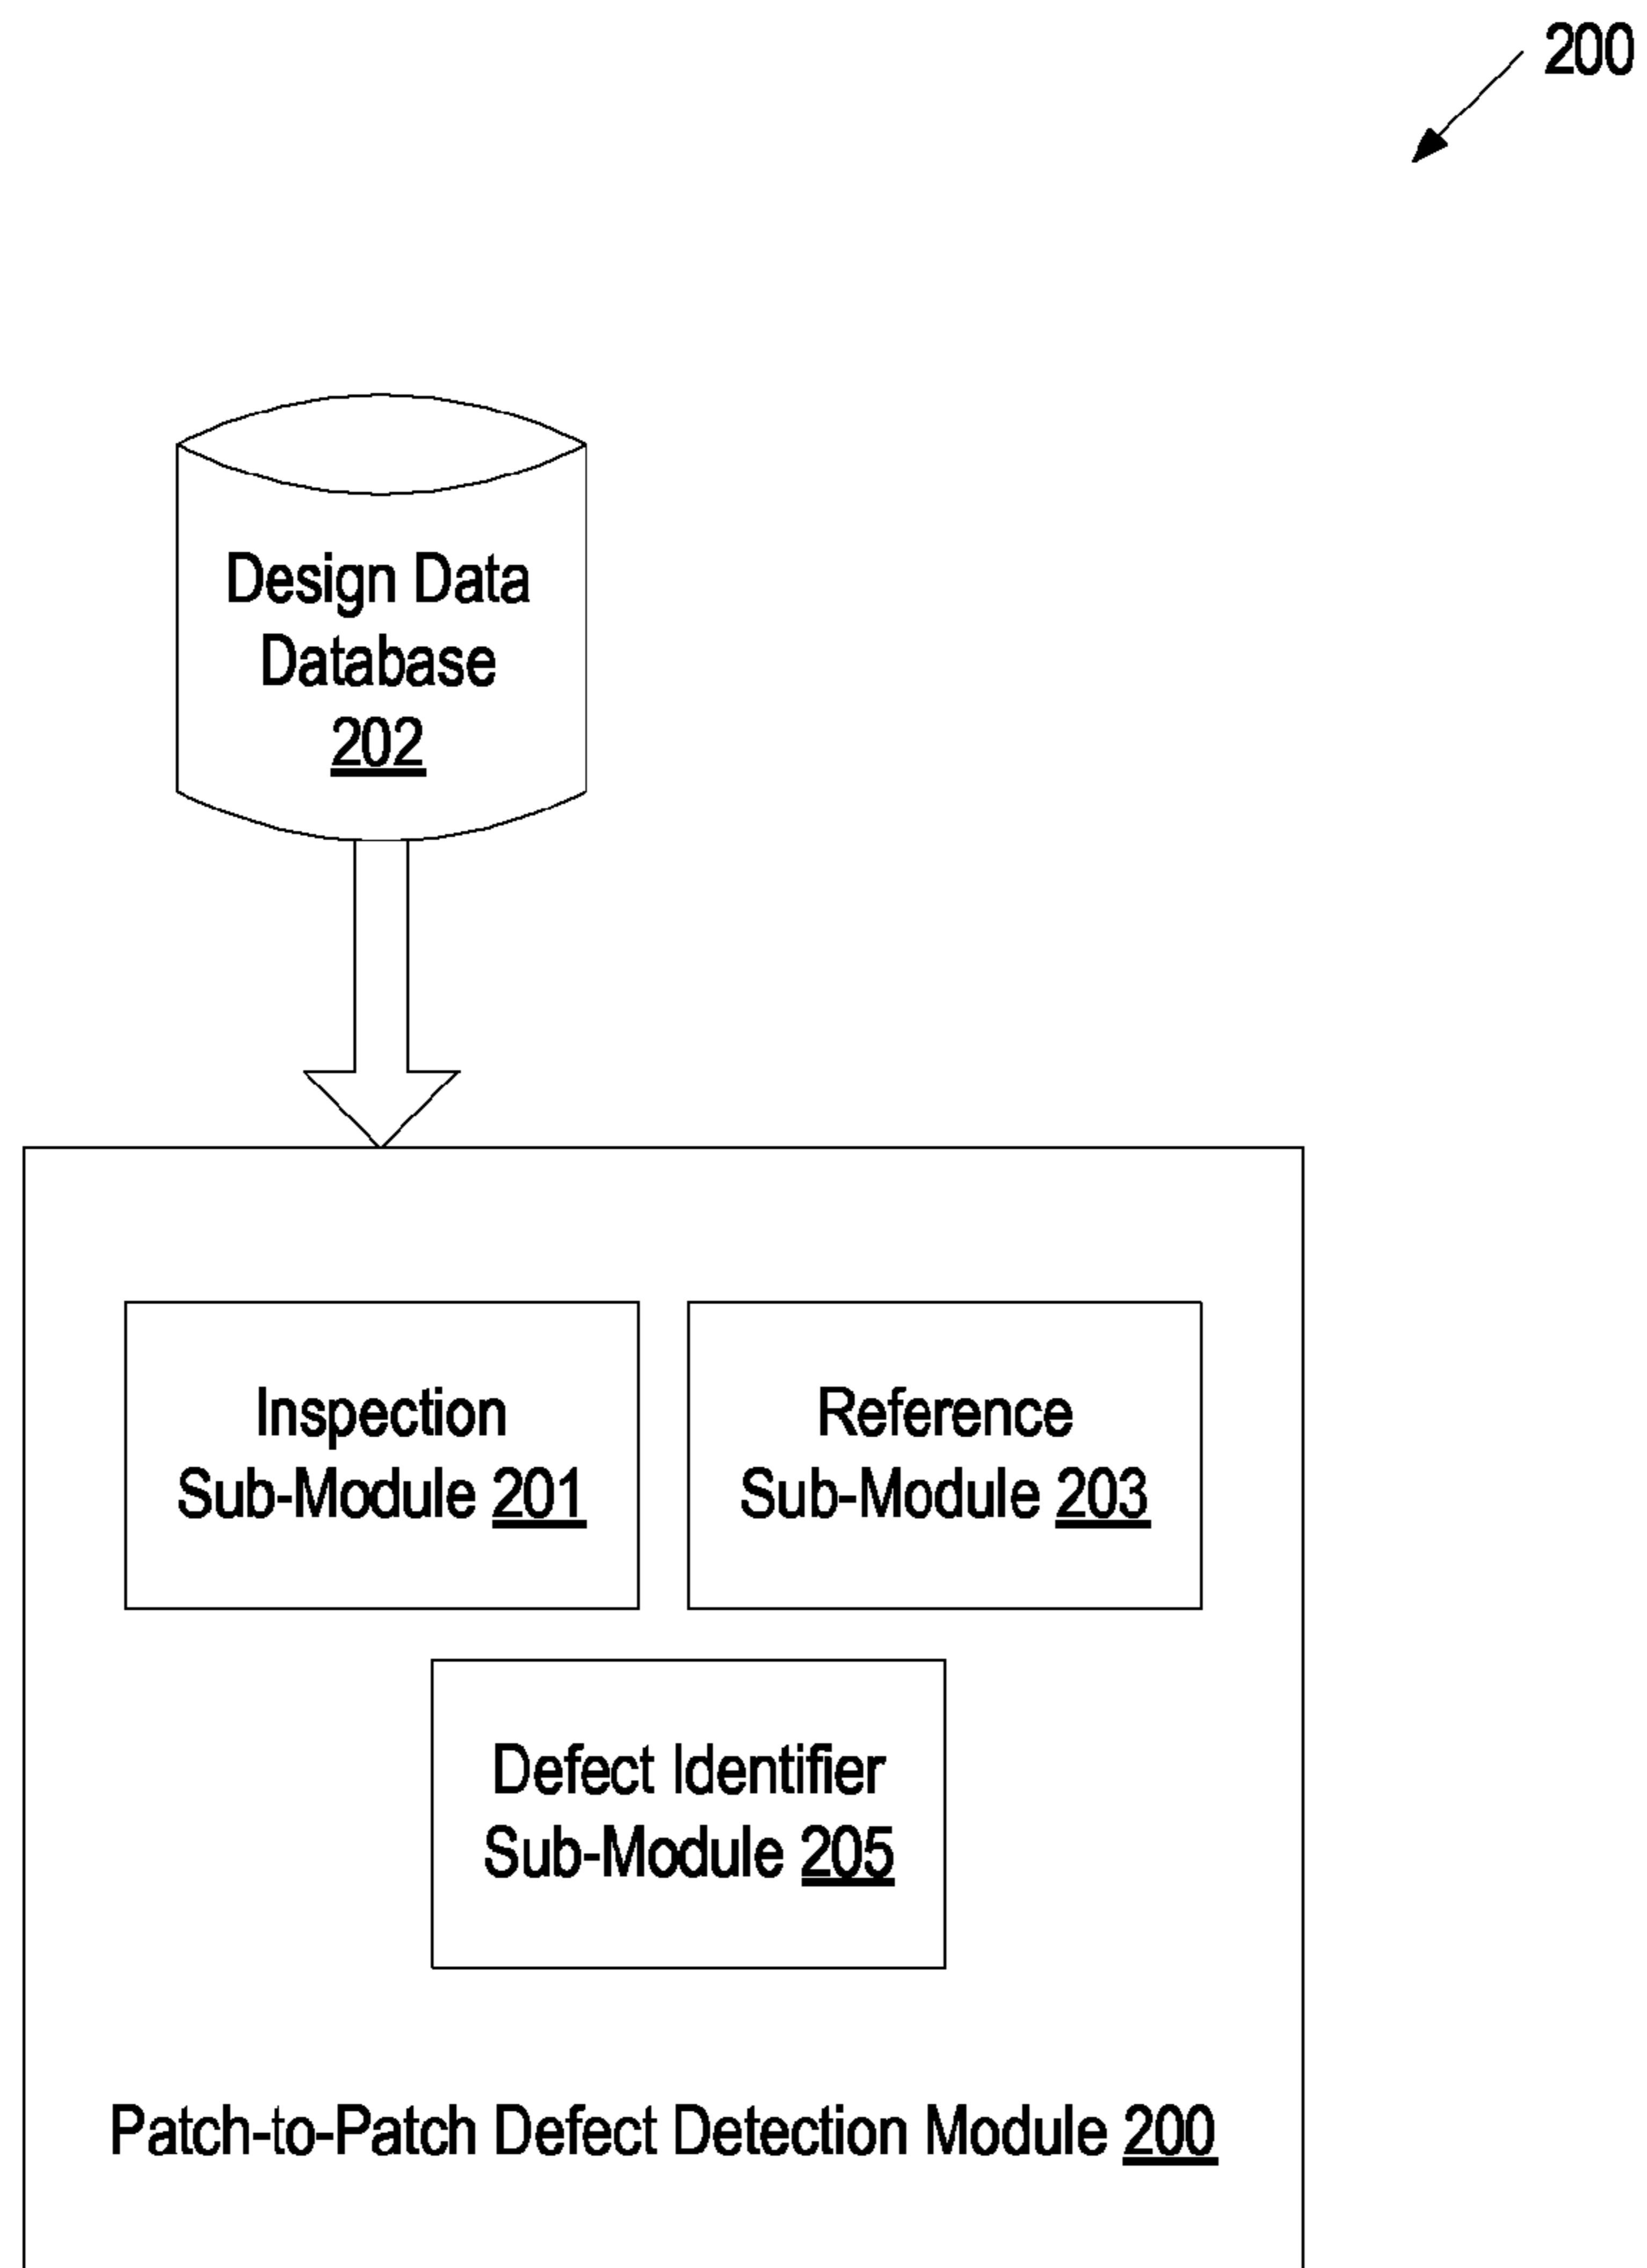 200
Design Data
Database
202
Inspection
Sub-Module 201
Reference
Sub-Module 203
Defect Identifier
Sub-Module 205
Patch-to-Patch Defect Detection Module 200